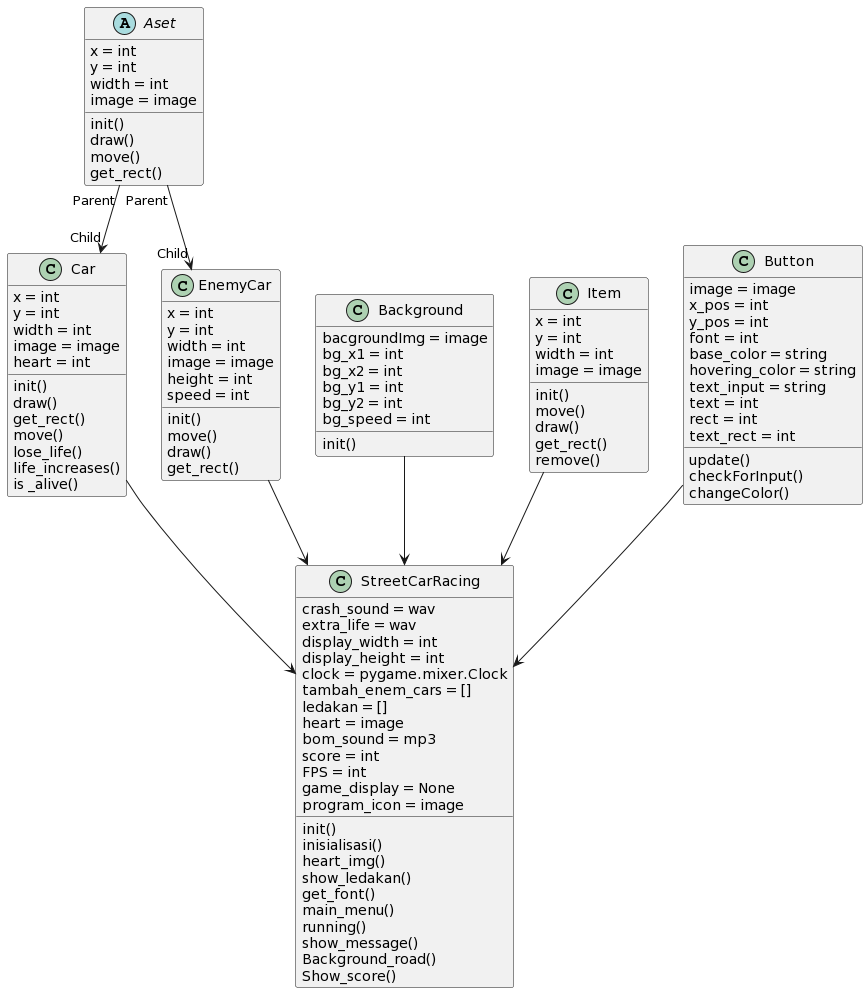 A Aset
x = int
y = int
width = int
image = image
init()
draw()
move()
get_rect()
Parent
Parent
Child
Child
C Car
x = int
y = int
width = int
image = image
heart = int
init()
draw()
get_rect()
move()
lose_life()
life_increases()
is _alive()
C EnemyCar
x = int
y = int
width = int
image = image
height = int
speed = int
init()
move()
draw()
get_rect()
C Background
bacgroundImg = image
bg_x1 = int
bg_x2 = int
bg_y1 = int
bg_y2 = int
bg_speed = int
init()
C Item
x = int
y = int
width = int
image = image
init()
move()
draw()
get_rect()
remove()
C Button
image = image
x_pos = int
y_pos = int
font = int
base_color = string
hovering_color = string
text_input = string
text = int
rect = int
text_rect = int
update()
checkForInput()
changeColor()
C StreetCarRacing
crash_sound = wav
extra_life = wav
display_width = int
display_height = int
clock = pygame.mixer.Clock
tambah_enem_cars = []
ledakan = []
heart = image
bom_sound = mp3
score = int
FPS = int
game_display = None
program_icon = image
init()
inisialisasi()
heart_img()
show_ledakan()
get_font()
main_menu()
running()
show_message()
Background_road()
Show_score()